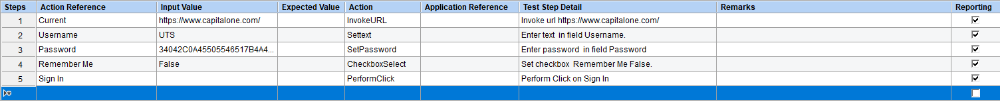 Steps Action Reference Input Value Expected Value Action Application Reference Test Step Detail Remarks Reporting
1 Current https://www.capitalone.com/ InvokeURL Invoke url https://www.capitalone.com/
2 Username UTS Settext Enter text in field Username.
3 Password 34042C0A45505546517B4A4... SetPassword Enter password in field Password
4 Remember Me False CheckboxSelect Set checkbox Remember Me False.
5 Sign In PerformClick Perform Click on Sign In